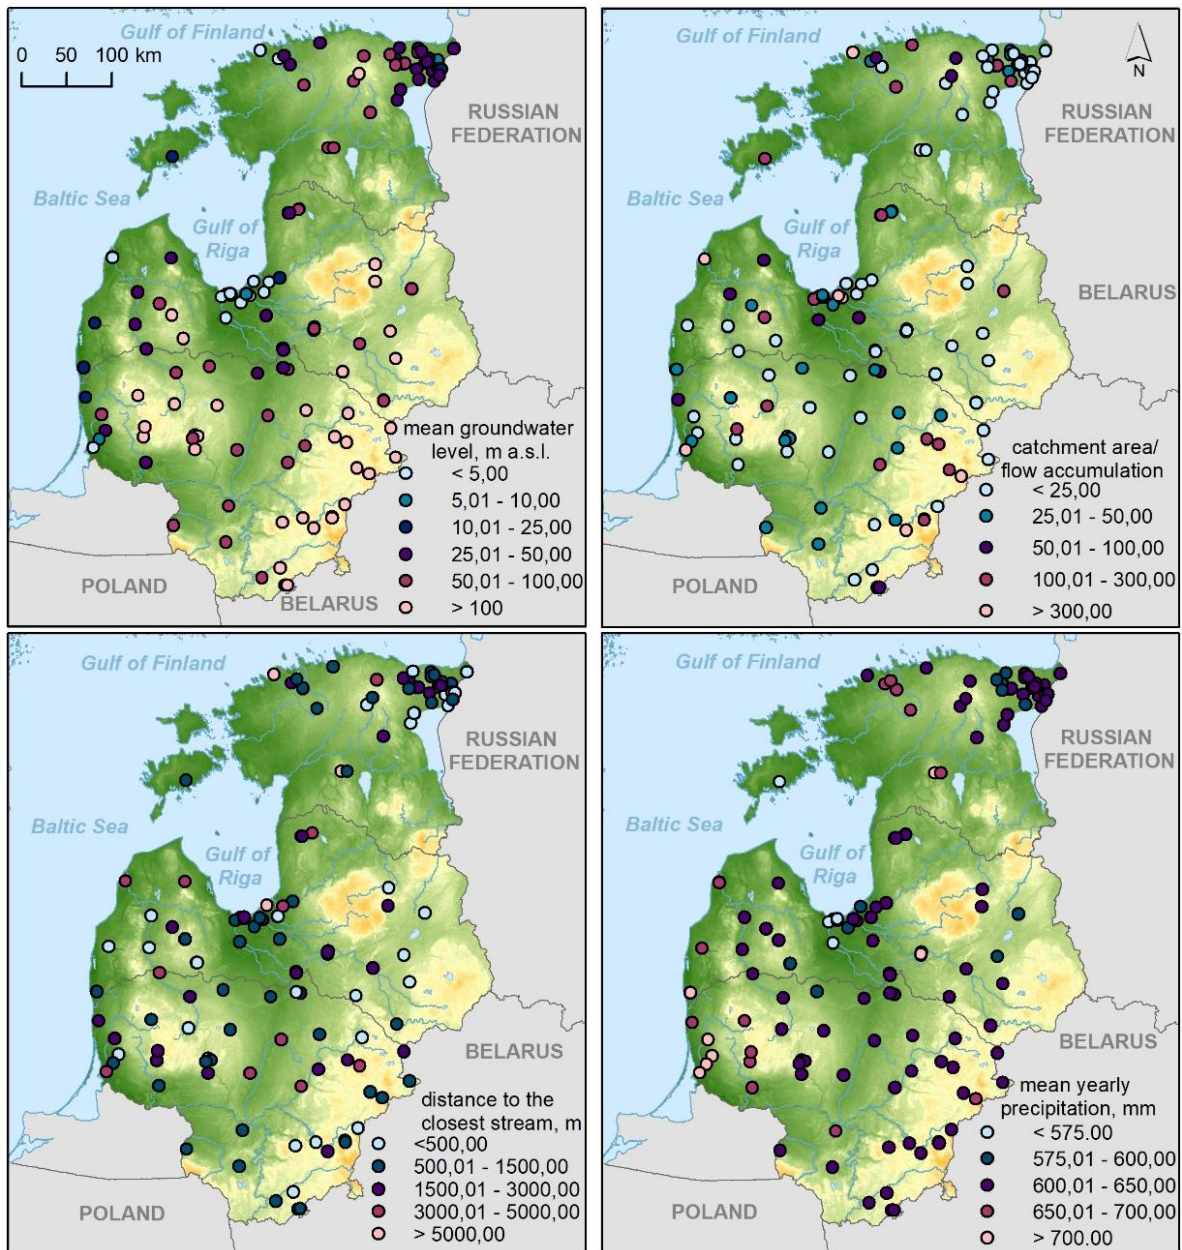 Gulf of Finland
0 50 100 km
RUSSIAN
FEDERATION
Baltic Sea
Gulf of
Riga
mean groundwater
level, m a.s.l.
< 5,00
5,01 - 10,00
10,01 - 25,00
25,01 - 50,00
50,01 - 100,00
> 100
POLAND
BELARUS
Gulf of Finland
N
RUSSIAN
FEDERATION
Baltic Sea
Gulf of
Riga
BELARUS
catchment area/
flow accumulation
< 25,00
25,01 - 50,00
50,01 - 100,00
100,01 - 300,00
> 300,00
POLAND
Gulf of Finland
RUSSIAN
FEDERATION
Baltic Sea
Gulf of
Riga
BELARUS
distance to the
closest stream, m
<500,00
500,01 - 1500,00
1500,01 - 3000,00
3000,01 - 5000,00
> 5000,00
POLAND
Gulf of Finland
RUSSIAN
FEDERATION
Baltic Sea
Gulf of
Riga
BELARUS
mean yearly
precipitation, mm
< 575.00
575,01 - 600,00
600,01 - 650,00
650,01 - 700,00
> 700.00
POLAND